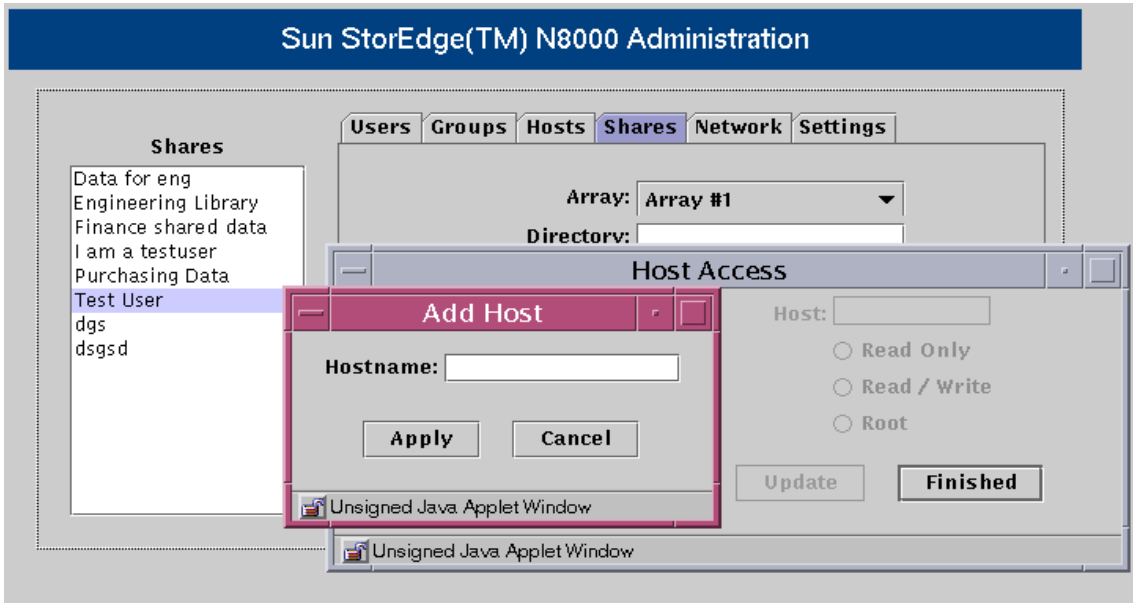 Sun StorEdge(TM) N8000 Administration
Users Groups Hosts Shares Network Settings
Shares
Data for eng
Engineering Library
Finance shared data
I am a testuser
Purchasing Data
Test User
dgs
dsgsd
Array: Array #1
Directory:
Host Access
Host:
Read Only
Read / Write
Root
Update Finished
Unsigned Java Applet Window
Add Host
Hostname:
Apply Cancel
Unsigned Java Applet Window